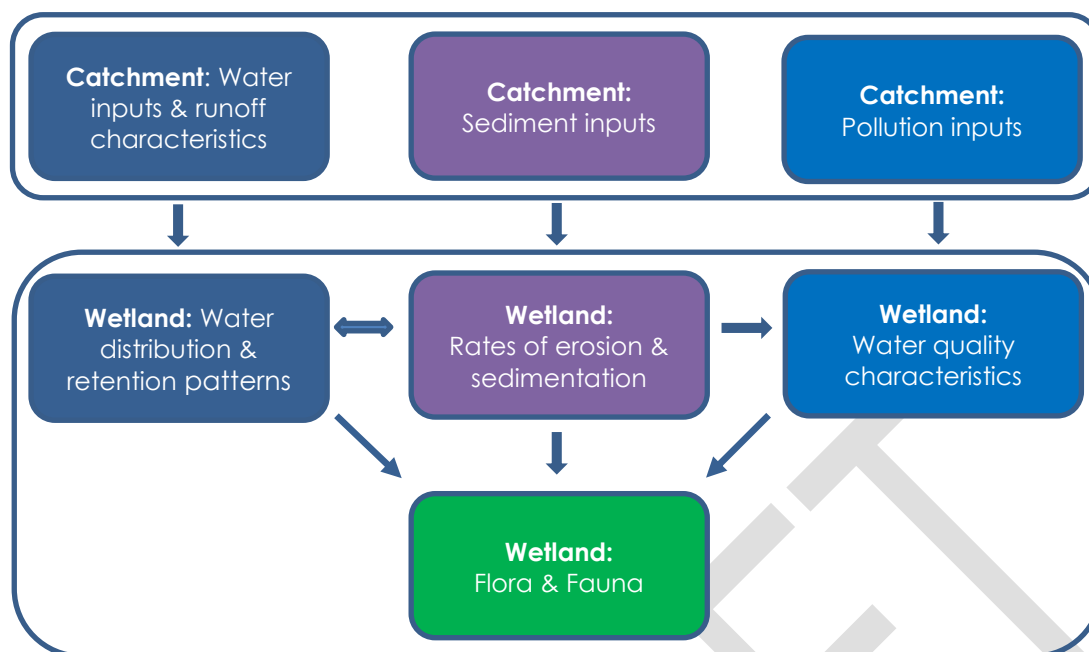 Catchment: Water
inputs & runoff
characteristics
Catchment:
Sediment inputs
Catchment:
Pollution inputs
Wetland: Water
distribution &
retention patterns
Wetland:
Rates of erosion &
sedimentation
Wetland:
Water quality
characteristics
Wetland:
Flora & Fauna